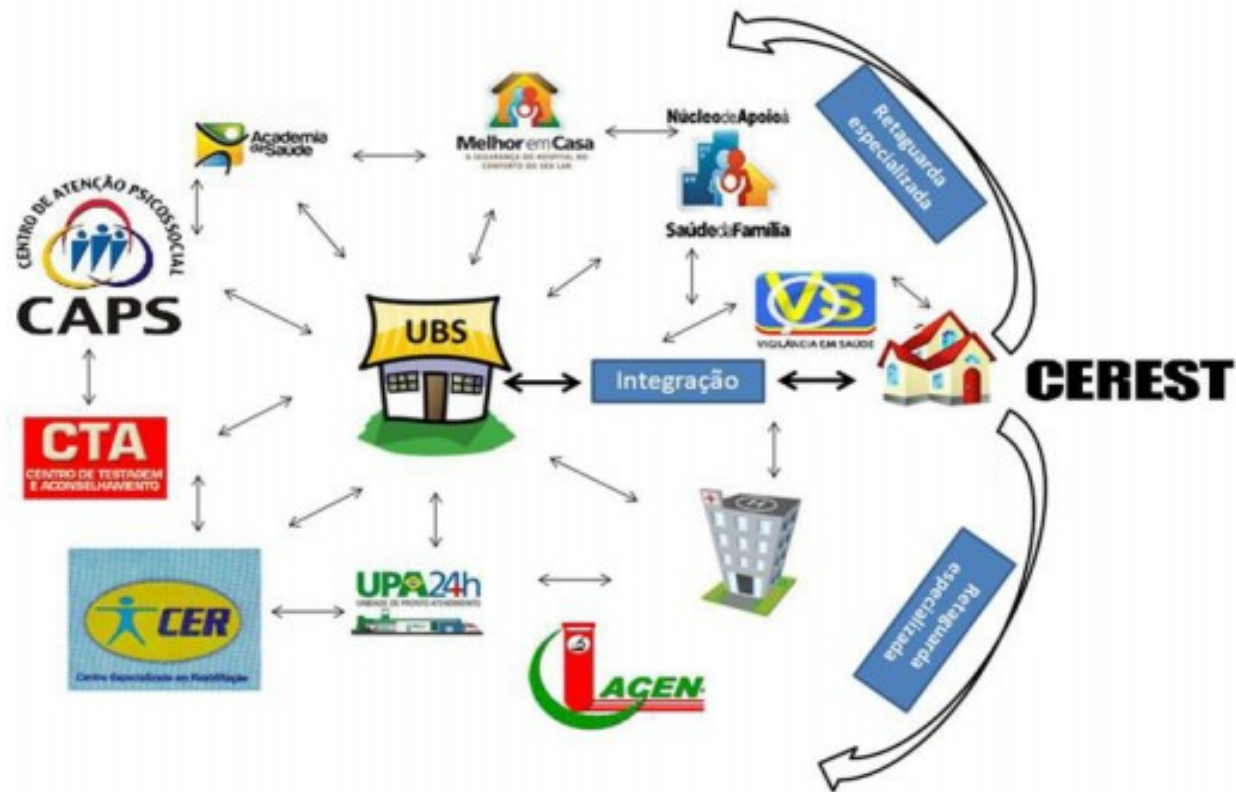 Academia
da Saúde
Melhor em Casa
A SEGURANÇA DO HOSPITAL NO
CONFORTO DO SEU LAR
Núcleo de Apoio à
Saúde da Família
Retaguarda
especializada
CENTRO DE ATENÇÃO PSICOSSOCIAL
CAPS
UBS
VS
VIGILÂNCIA EM SAÚDE
Integração
CEREST
CTA
CENTRO DE TESTAGEM
E ACONSELHAMENTO
CER
Centro Especializado em Reabilitação
UPA 24h
UNIDADE DE PRONTO ATENDIMENTO
H
LACEN
Retaguarda
especializada